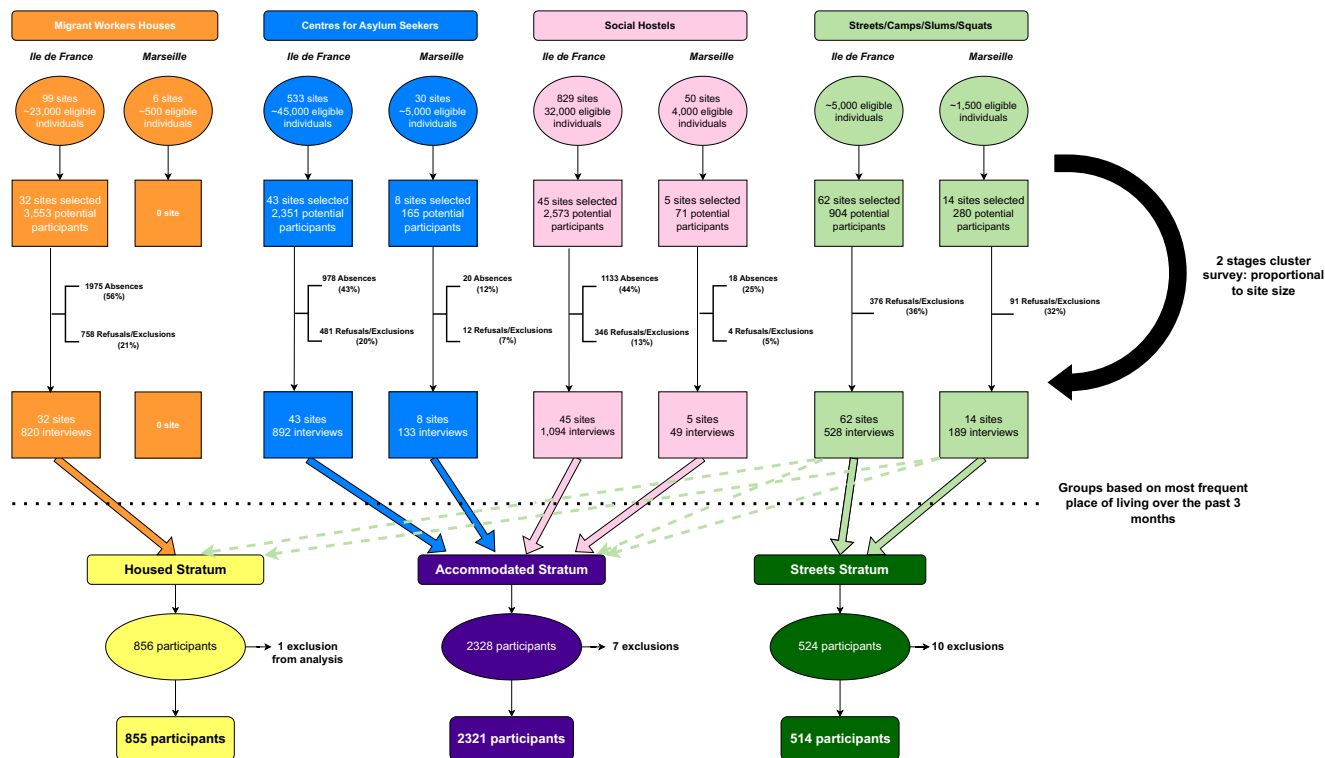 Migrant Workers Houses
Centres for Asylum Seekers
Social Hostels
Streets/Camps/Slums/Squats
Ile de France
Marseille
Ile de France
Marseille
Ile de France
Marseille
Ile de France
Marseille
99 sites
~23,000 eligible
individuals
6 sites
~500 eligible
individuals
533 sites
~45,000 eligible
individuals
30 sites
~5,000 eligible
individuals
829 sites
32,000 eligible
individuals
50 sites
4,000 eligible
individuals
~5,000 eligible
individuals
~1,500 eligible
individuals
32 sites selected
3,553 potential
participants
0 site
43 sites selected
2,351 potential
participants
8 sites selected
165 potential
participants
45 sites selected
2,573 potential
participants
5 sites selected
71 potential
participants
62 sites selected
904 potential
participants
14 sites selected
280 potential
participants
2 stages cluster
survey: proportional
to site size
1975 Absences
(56%)
758 Refusals/Exclusions
(21%)
978 Absences
(43%)
481 Refusals/Exclusions
(20%)
20 Absences
(12%)
12 Refusals/Exclusions
(7%)
1133 Absences
(44%)
346 Refusals/Exclusions
(13%)
18 Absences
(25%)
4 Refusals/Exclusions
(5%)
376 Refusals/Exclusions
(36%)
91 Refusals/Exclusions
(32%)
32 sites
820 interviews
0 site
43 sites
892 interviews
8 sites
133 interviews
45 sites
1,094 interviews
5 sites
49 interviews
62 sites
528 interviews
14 sites
189 interviews
Groups based on most frequent
place of living over the past 3
months
Housed Stratum
Accommodated Stratum
Streets Stratum
856 participants
1 exclusion
from analysis
2328 participants
7 exclusions
524 participants
10 exclusions
855 participants
2321 participants
514 participants